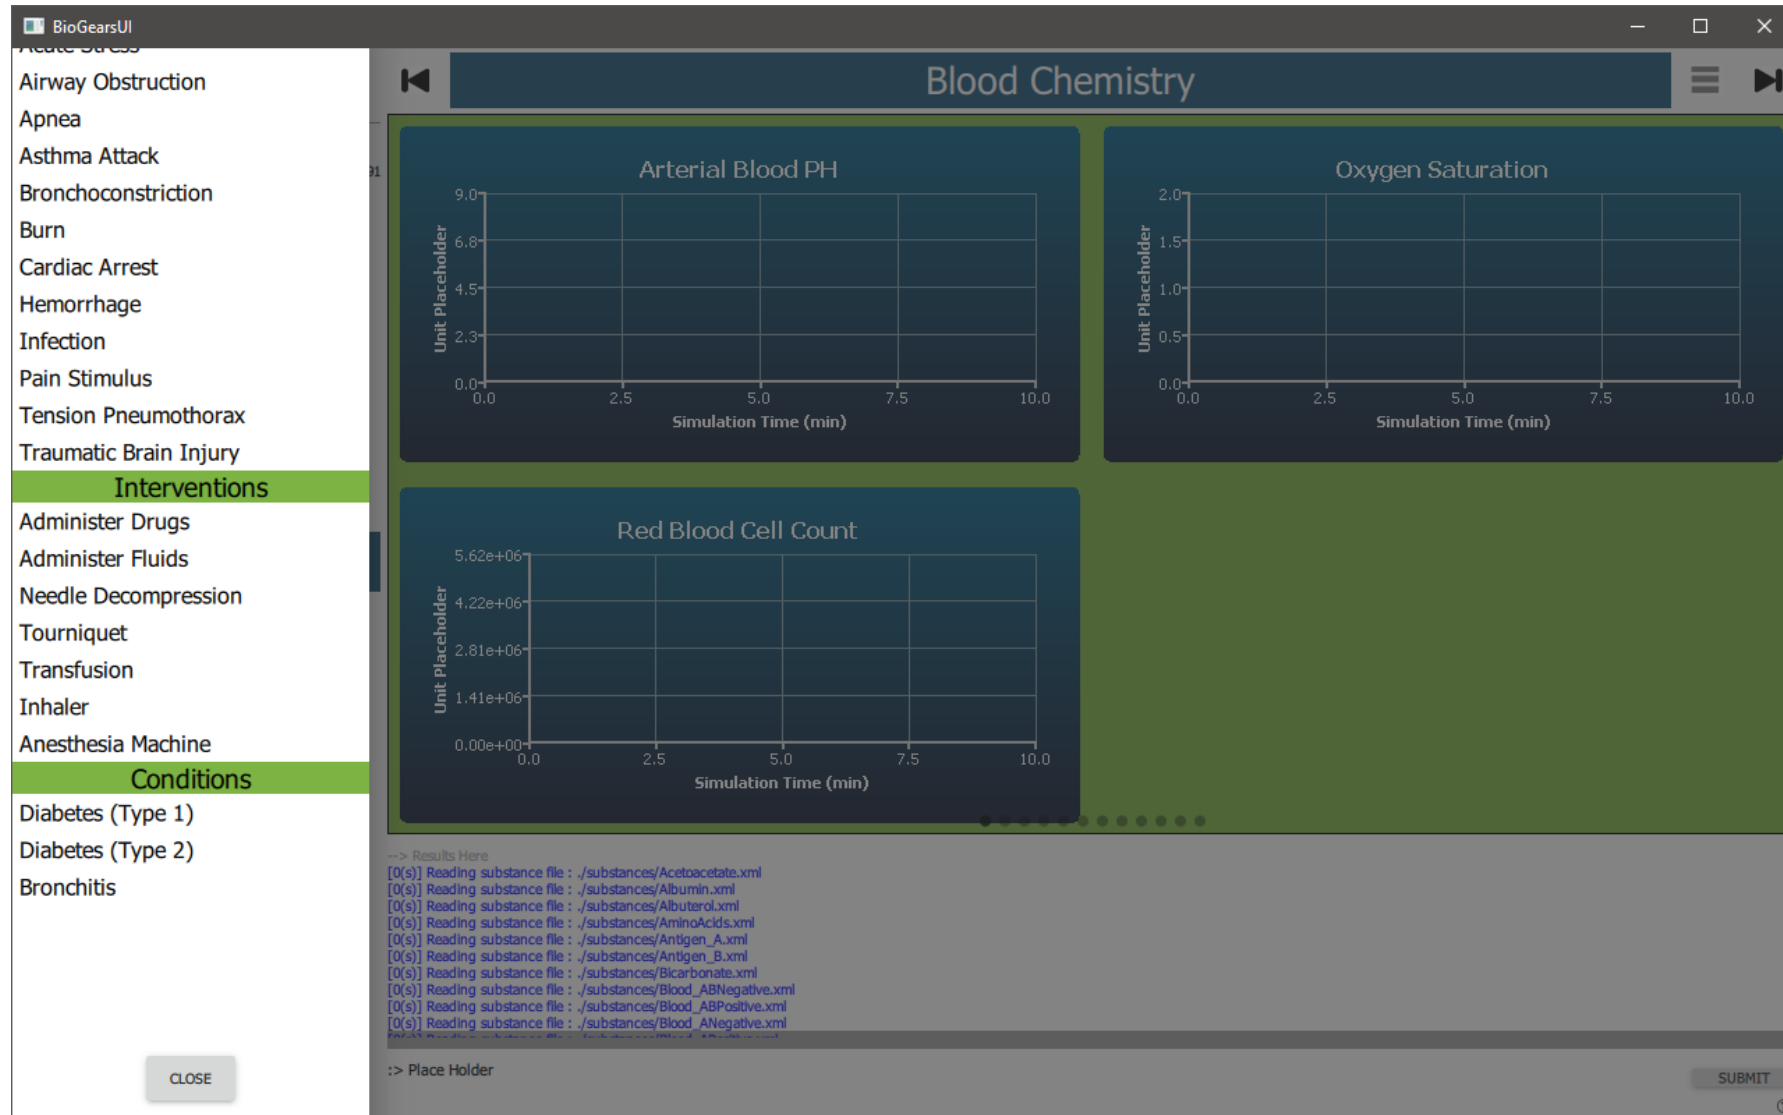 BioGearsUI
Acute Stress
Airway Obstruction
Apnea
Asthma Attack
Bronchoconstriction
Burn
Cardiac Arrest
Hemorrhage
Infection
Pain Stimulus
Tension Pneumothorax
Traumatic Brain Injury
Interventions
Administer Drugs
Administer Fluids
Needle Decompression
Tourniquet
Transfusion
Inhaler
Anesthesia Machine
Conditions
Diabetes (Type 1)
Diabetes (Type 2)
Bronchitis
CLOSE
91
Blood Chemistry
Arterial Blood PH
9.0
6.8
4.5
2.3
0.0
Unit Placeholder
0.0 2.5 5.0 7.5 10.0
Simulation Time (min)
Oxygen Saturation
2.0
1.5
1.0
0.5
0.0
Unit Placeholder
0.0 2.5 5.0 7.5 10.0
Simulation Time (min)
Red Blood Cell Count
5.62e+06
4.22e+06
2.81e+06
1.41e+06
0.00e+00
Unit Placeholder
0.0 2.5 5.0 7.5 10.0
Simulation Time (min)
--> Results Here
[0(s)] Reading substance file : ./substances/Acetoacetate.xml
[0(s)] Reading substance file : ./substances/Albumin.xml
[0(s)] Reading substance file : ./substances/Albuterol.xml
[0(s)] Reading substance file : ./substances/AminoAcids.xml
[0(s)] Reading substance file : ./substances/Antigen_A.xml
[0(s)] Reading substance file : ./substances/Antigen_B.xml
[0(s)] Reading substance file : ./substances/Bicarbonate.xml
[0(s)] Reading substance file : ./substances/Blood_ABNegative.xml
[0(s)] Reading substance file : ./substances/Blood_ABPositive.xml
[0(s)] Reading substance file : ./substances/Blood_ANegative.xml
[0(s)] Reading substance file : ./substances/Blood_APositive.xml
:> Place Holder
SUBMIT